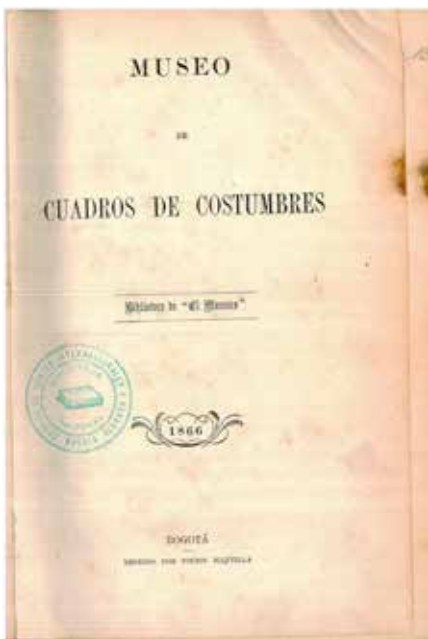 MUSEO
DE
CUADROS DE COSTUMBRES
Biblioteca de "El Mosaico"
1866
BOGOTÁ